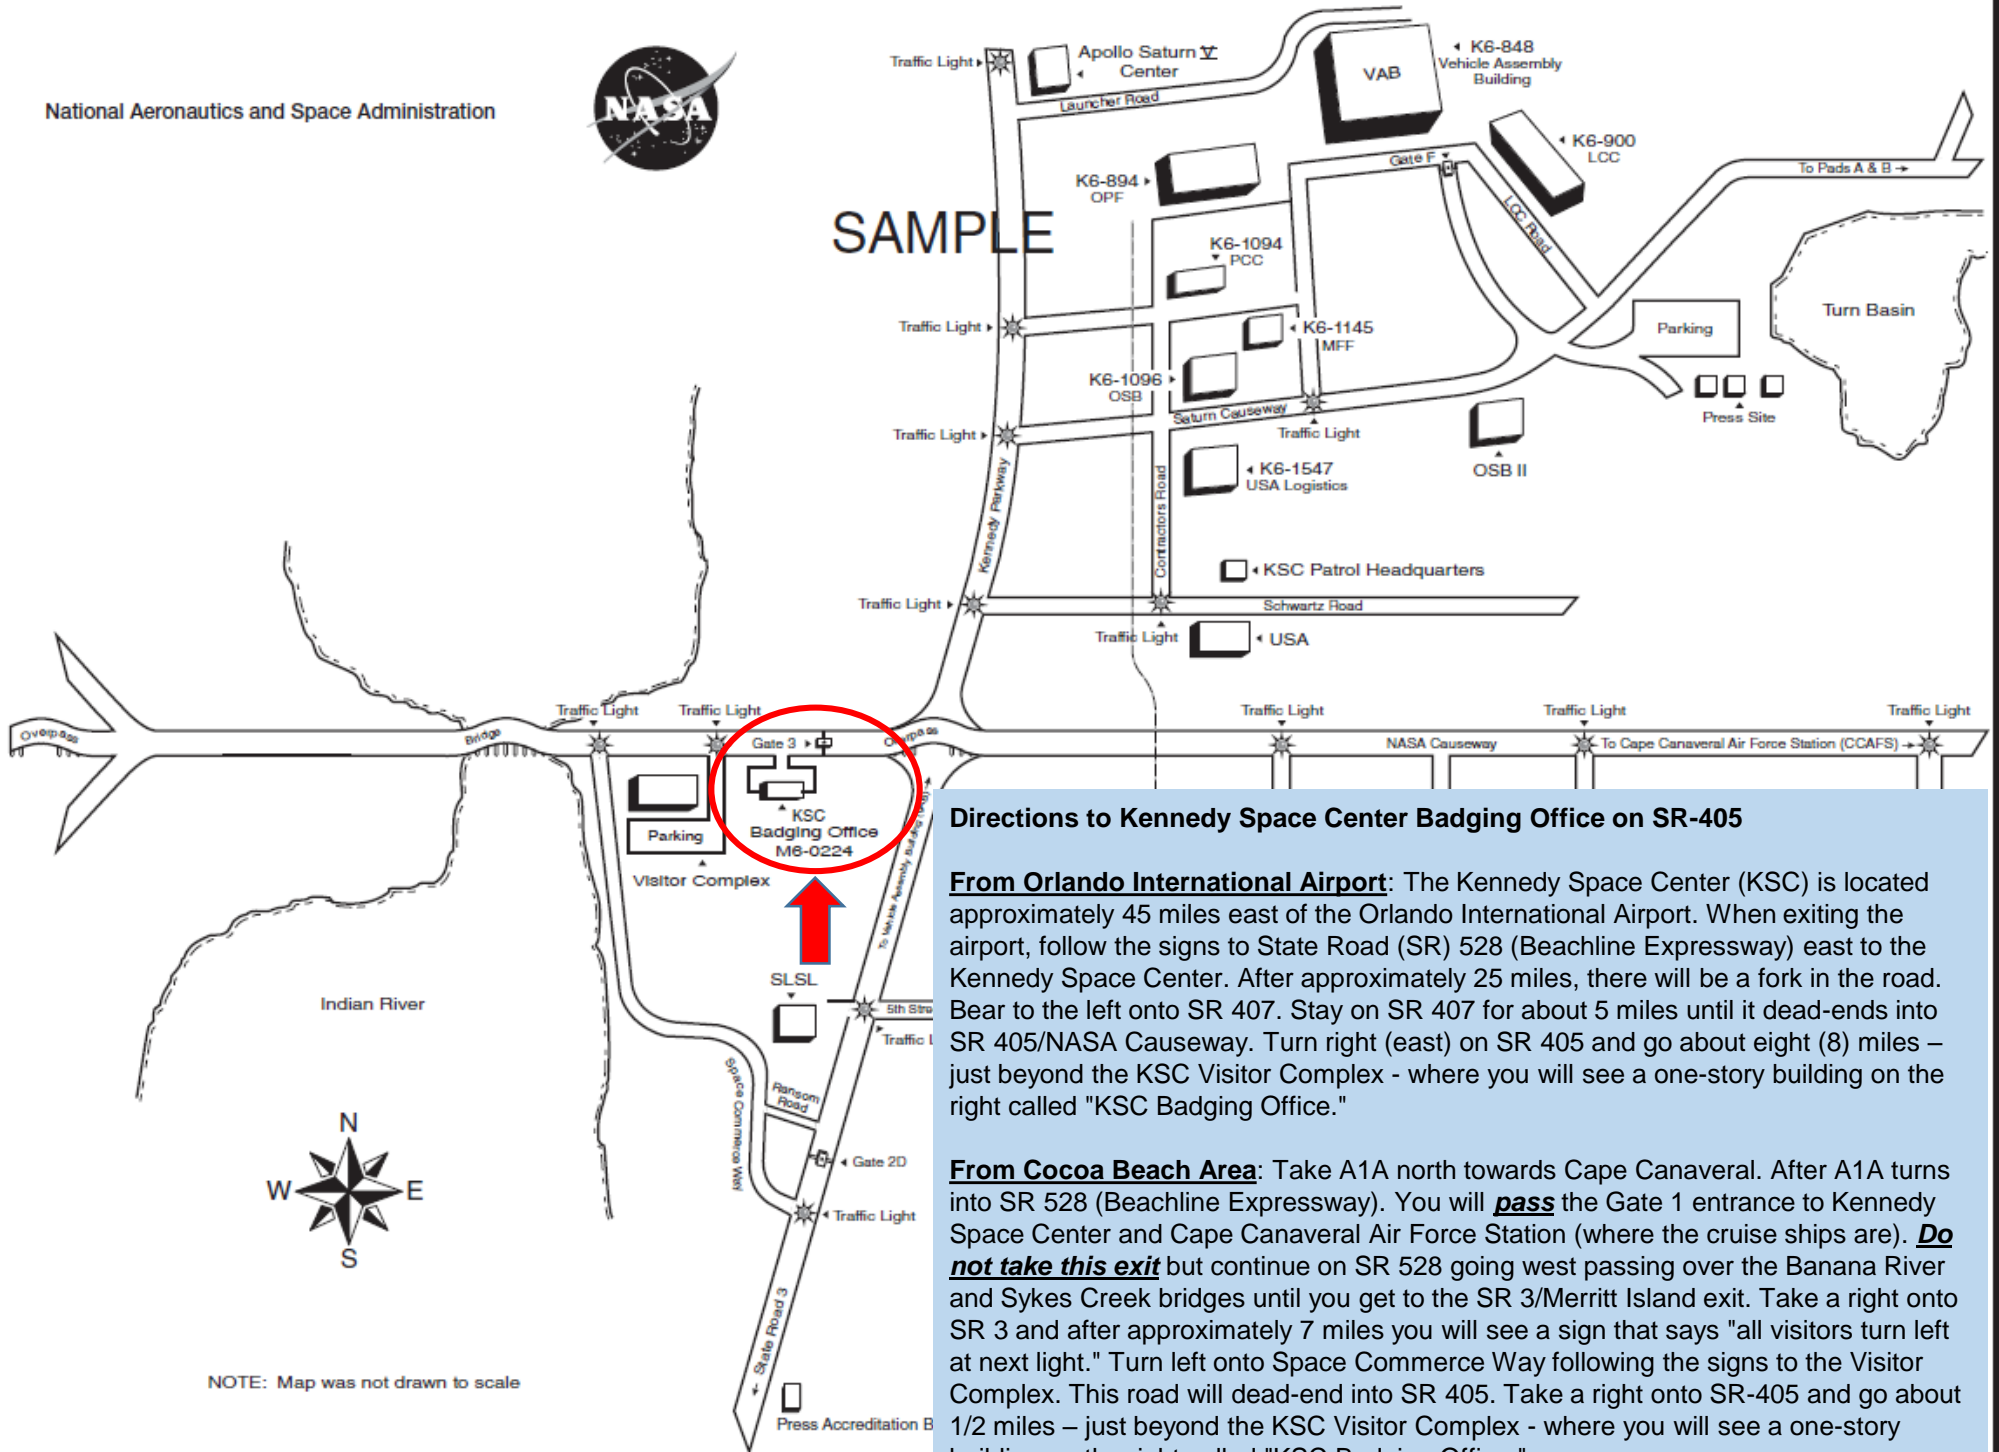 National Aeronautics and Space Administration
NASA
SAMPLE
Traffic Light
Apollo Saturn V
Center
Launcher Road
VAB
K6-848
Vehicle Assembly
Building
K6-900
LCC
Gate F
LCC Road
To Pads A & B →
K6-894
OPF
K6-1094
PCC
Turn Basin
Traffic Light
K6-1145
MFF
Parking
K6-1096
OSB
Saturn Causeway
Traffic Light
Traffic Light
Press Site
OSB II
K6-1547
USA Logistics
Kennedy Parkway
Contractors Road
KSC Patrol Headquarters
Traffic Light
Schwartz Road
Traffic Light
USA
Traffic Light
Traffic Light
Traffic Light
Traffic Light
Traffic Light
Overpass
Bridge
Gate 3
Overpass
NASA Causeway
To Cape Canaveral Air Force Station (CCAFS) →
KSC
Badging Office
M6-0224
Parking
Visitor Complex
To Vehicle Assembly Building
SLSL
5th
Traffic
Indian River
Space Commerce Way
Ransom
Road
Gate 2D
Traffic Light
State Road 3
Press Accreditation
N
W
E
S
NOTE: Map was not drawn to scale
Directions to Kennedy Space Center Badging Office on SR-405
From Orlando International Airport: The Kennedy Space Center (KSC) is located
approximately 45 miles east of the Orlando International Airport. When exiting the
airport, follow the signs to State Road (SR) 528 (Beachline Expressway) east to the
Kennedy Space Center. After approximately 25 miles, there will be a fork in the road.
Bear to the left onto SR 407. Stay on SR 407 for about 5 miles until it dead-ends into
SR 405/NASA Causeway. Turn right (east) on SR 405 and go about eight (8) miles –
just beyond the KSC Visitor Complex - where you will see a one-story building on the
right called "KSC Badging Office."
From Cocoa Beach Area: Take A1A north towards Cape Canaveral. After A1A turns
into SR 528 (Beachline Expressway). You will pass the Gate 1 entrance to Kennedy
Space Center and Cape Canaveral Air Force Station (where the cruise ships are). Do
not take this exit but continue on SR 528 going west passing over the Banana River
and Sykes Creek bridges until you get to the SR 3/Merritt Island exit. Take a right onto
SR 3 and after approximately 7 miles you will see a sign that says "all visitors turn left
at next light." Turn left onto Space Commerce Way following the signs to the Visitor
Complex. This road will dead-end into SR 405. Take a right onto SR-405 and go about
1/2 miles – just beyond the KSC Visitor Complex - where you will see a one-story